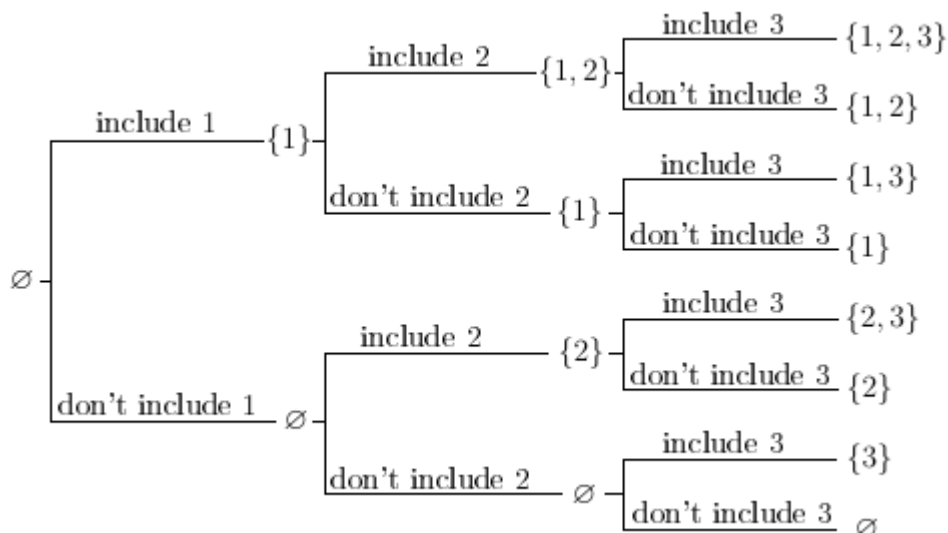 include 3 {1, 2, 3}
include 2 {1, 2}
don't include 3 {1, 2}
include 1 {1}
include 3 {1, 3}
don't include 2 {1}
don't include 3 {1}
∅
include 3 {2, 3}
include 2 {2}
don't include 3 {2}
don't include 1 ∅
include 3 {3}
don't include 2 ∅
don't include 3 ∅